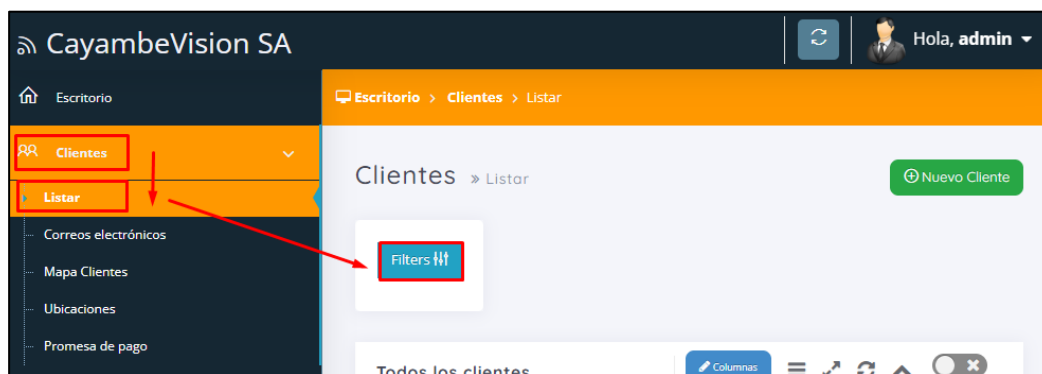 CayambeVision SA
Hola, admin
Escritorio
Escritorio > Clientes > Listar
Clientes
Clientes » Listar
Nuevo Cliente
Listar
Correos electrónicos
Filters
Mapa Clientes
Ubicaciones
Promesa de pago
Todos los clientes
Columnas